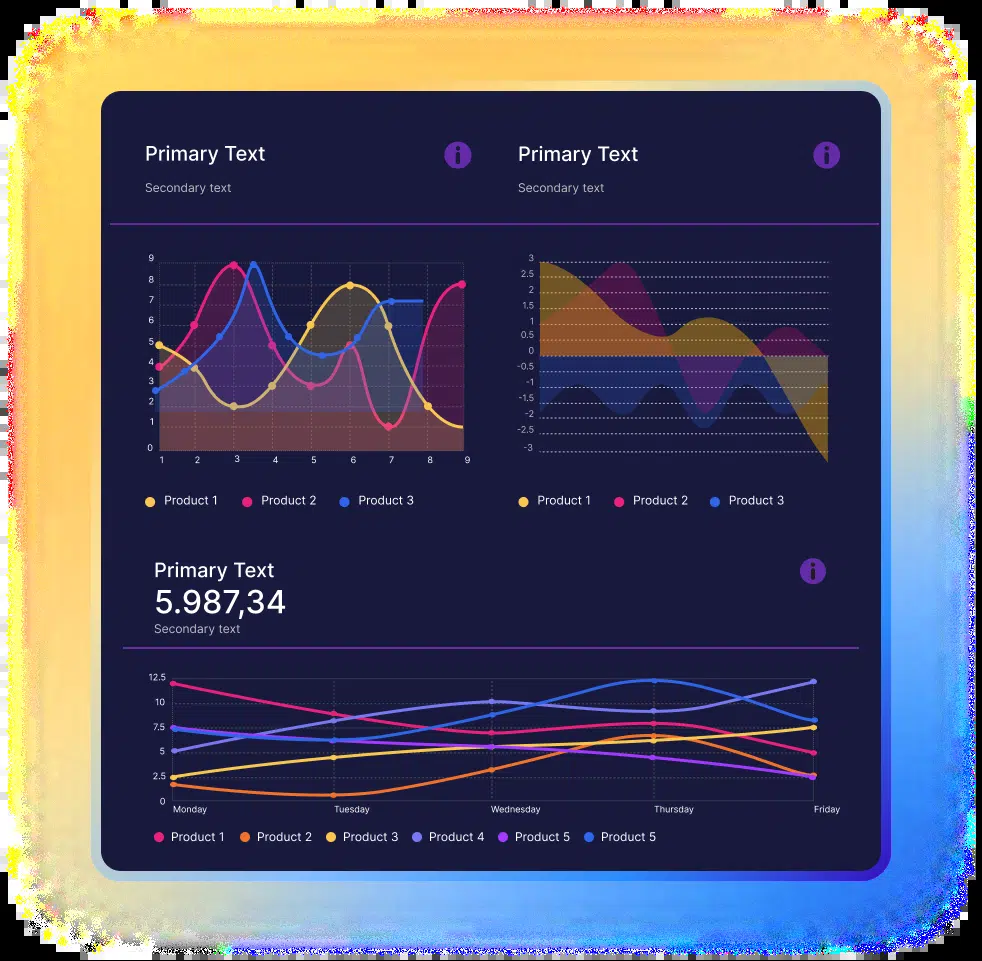 Primary Text
Secondary text
Primary Text
Secondary text
9
8
7
6
5
4
3
2
1
0
1 2 3 4 5 6 7 8 9
Product 1 Product 2 Product 3
3
2.5
2
1.5
0.5
0
-0.5
-1
-1.5
-2
-2.5
-3
Product 1 Product 2 Product 3
Primary Text
5.987,34
Secondary text
12.5
10
7.5
5
2.5
0
Monday Tuesday Wednesday Thursday Friday
Product 1 Product 2 Product 3 Product 4 Product 5 Product 5